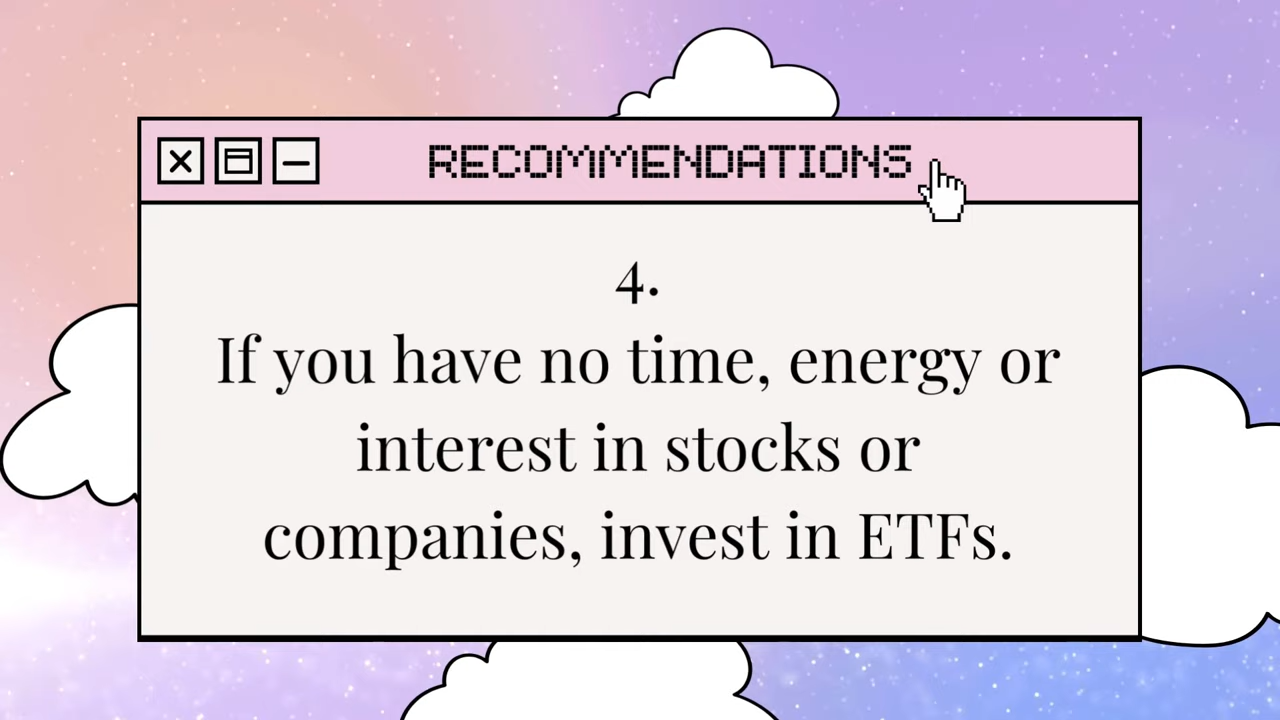 RECOMMENDATIONS
4.
If you have no time, energy or
interest in stocks or
companies, invest in ETFs.